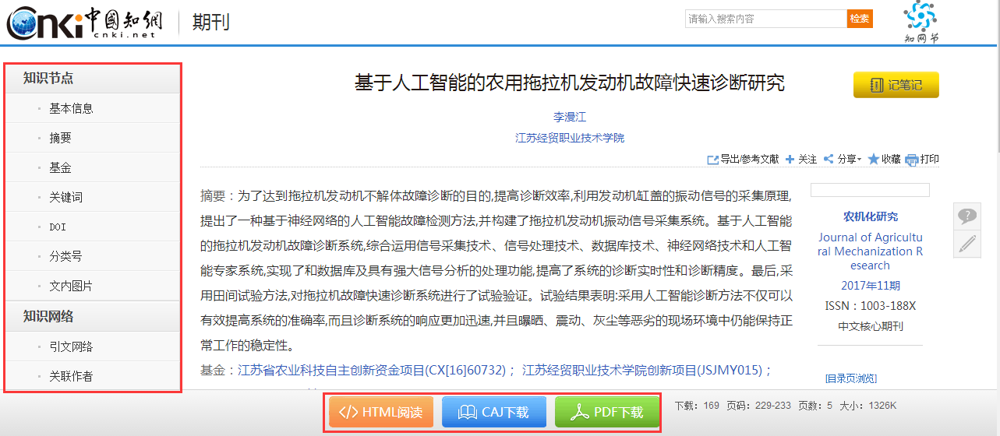 Cnki中國知網
cnki.net
期刊
请输入搜索内容
检索
知网节
知识节点
基本信息
摘要
基金
关键词
DOI
分类号
文内图片
知识网络
引文网络
关联作者
基于人工智能的农用拖拉机发动机故障快速诊断研究
记笔记
李漫江
江苏经贸职业技术学院
导出/参考文献 关注 分享 收藏 打印
摘要：为了达到拖拉机发动机不解体故障诊断的目的,提高诊断效率,利用发动机缸盖的振动信号的采集原理,
提出了一种基于神经网络的人工智能故障检测方法,并构建了拖拉机发动机振动信号采集系统。基于人工智能
的拖拉机发动机故障诊断系统,综合运用信号采集技术、信号处理技术、数据库技术、神经网络技术和人工智
能专家系统,实现了和数据库及具有强大信号分析的处理功能,提高了系统的诊断实时性和诊断精度。最后,采
用田间试验方法,对拖拉机故障快速诊断系统进行了试验验证。试验结果表明:采用人工智能诊断方法不仅可以
有效提高系统的准确率,而且诊断系统的响应更加迅速,并且曝晒、震动、灰尘等恶劣的现场环境中仍能保持正
常工作的稳定性。
基金：江苏省农业科技自主创新资金项目(CX[16]60732)； 江苏经贸职业技术学院创新项目(JSJMY015)；
农机化研究
Journal of Agricultu
ral Mechanization R
esearch
2017年11期
ISSN：1003-188X
中文核心期刊
[目录页浏览]
HTML阅读
CAJ下载
PDF下载
下载：169 页码：229-233 页数：5 大小：1326K